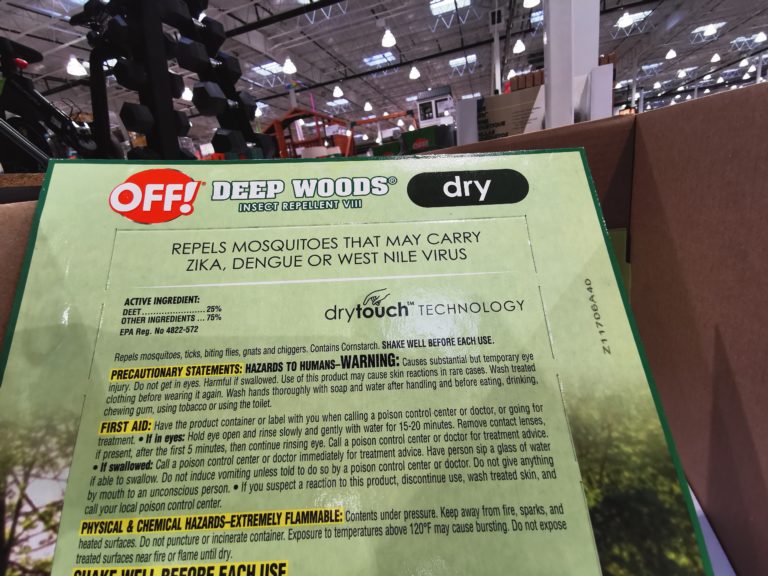 OFF!® DEEP WOODS® dry
INSECT REPELLENT VIII
REPELS MOSQUITOES THAT MAY CARRY
ZIKA, DENGUE OR WEST NILE VIRUS
ACTIVE INGREDIENT:
DEET......................25%
OTHER INGREDIENTS ... 75%
EPA Reg. No 4822-572
drytouch™ TECHNOLOGY
Z11706A40
Repels mosquitoes, ticks, biting flies, gnats and chiggers. Contains Cornstarch. SHAKE WELL BEFORE EACH USE.
PRECAUTIONARY STATEMENTS: HAZARDS TO HUMANS–WARNING: Causes substantial but temporary eye
injury. Do not get in eyes. Harmful if swallowed. Use of this product may cause skin reactions in rare cases. Wash treated
clothing before wearing it again. Wash hands thoroughly with soap and water after handling and before eating, drinking,
chewing gum, using tobacco or using the toilet.
FIRST AID: Have the product container or label with you when calling a poison control center or doctor, or going for
treatment. • If in eyes: Hold eye open and rinse slowly and gently with water for 15-20 minutes. Remove contact lenses,
if present, after the first 5 minutes, then continue rinsing eye. Call a poison control center or doctor for treatment advice.
• If swallowed: Call a poison control center or doctor immediately for treatment advice. Have person sip a glass of water
if able to swallow. Do not induce vomiting unless told to do so by a poison control center or doctor. Do not give anything
by mouth to an unconscious person. • If you suspect a reaction to this product, discontinue use, wash treated skin, and
call your local poison control center.
PHYSICAL & CHEMICAL HAZARDS–EXTREMELY FLAMMABLE: Contents under pressure. Keep away from fire, sparks, and
heated surfaces. Do not puncture or incinerate container. Exposure to temperatures above 120°F may cause bursting. Do not expose
treated surfaces near fire or flame until dry.
SHAKE WELL BEFORE EACH USE